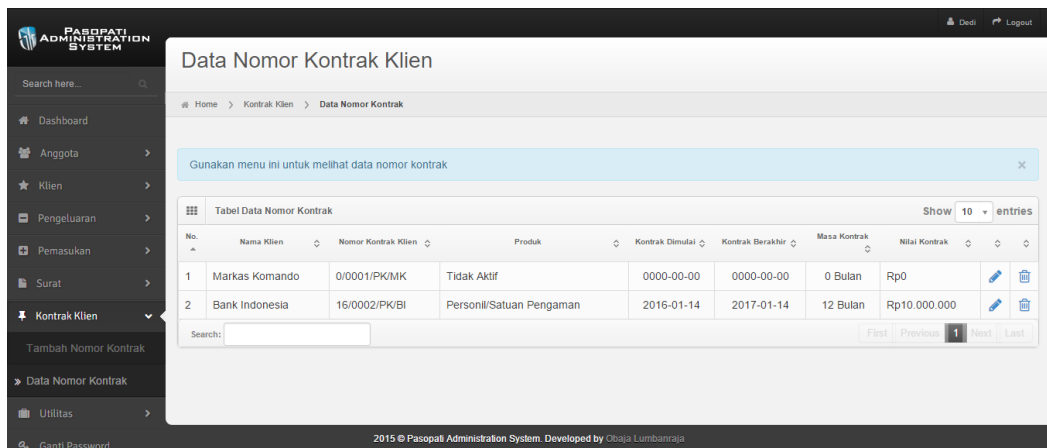 PASOPATI
ADMINISTRATION
SYSTEM
Dedi Logout
Search here...
Dashboard
Anggota
Klien
Pengeluaran
Pemasukan
Surat
Kontrak Klien
Tambah Nomor Kontrak
Data Nomor Kontrak
Utilitas
Ganti Password
Data Nomor Kontrak Klien
Home > Kontrak Klien > Data Nomor Kontrak
Gunakan menu ini untuk melihat data nomor kontrak ×
Tabel Data Nomor Kontrak Show 10 entries
No. Nama Klien Nomor Kontrak Klien Produk Kontrak Dimulai Kontrak Berakhir Masa Kontrak Nilai Kontrak
1 Markas Komando 0/0001/PK/MK Tidak Aktif 0000-00-00 0000-00-00 0 Bulan Rp0
2 Bank Indonesia 16/0002/PK/BI Personil/Satuan Pengaman 2016-01-14 2017-01-14 12 Bulan Rp10.000.000
Search: First Previous 1 Next Last
2015 © Pasopati Administration System. Developed by Obaja Lumbanraja